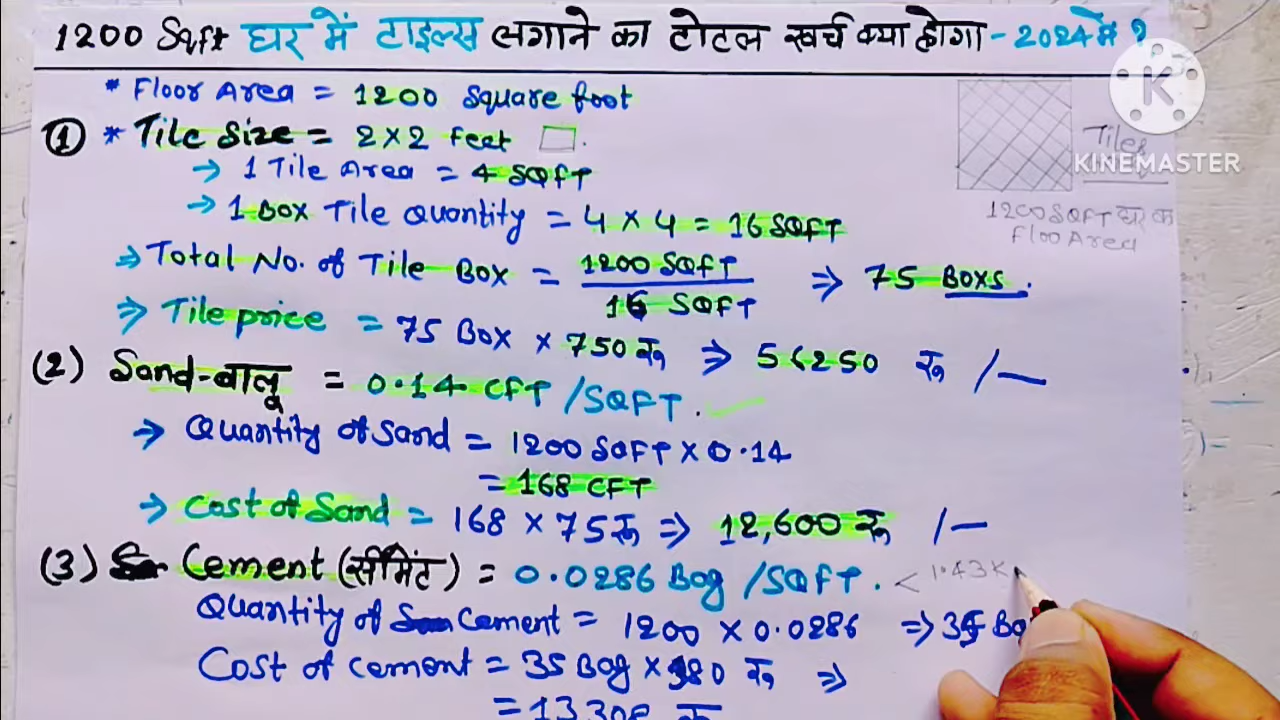 1200 Sqft घर में टाइल्स लगाने का टोटल खर्च क्या होगा - 2024 में ?
* Floor Area = 1200 Square foot
① * Tile Size = 2×2 feet
→ 1 Tile Area = 4 SQFT
→ 1 Box Tile Quantity = 4 × 4 = 16 SQFT
⇒ Total No. of Tile Box = 1200 SQFT / 16 SQFT ⇒ 75 Boxs.
⇒ Tile price = 75 Box × 750 रू ⇒ 56250 रू /—
(2) Sand-बालू = 0.14 CFT /SQFT.
→ Quantity of Sand = 1200 SQFT × 0.14
= 168 CFT
→ Cost of Sand = 168 × 75 रू ⇒ 12,600 रू /—
(3) Cement (सीमेंट) = 0.0286 Bag /SQFT. < 1.43 K
Quantity of Cement = 1200 × 0.0286 ⇒ 35
Cost of cement = 35 Bag × 380 रू ⇒
Tiles
KINEMASTER
1200 SQFT घर का
Floo Area